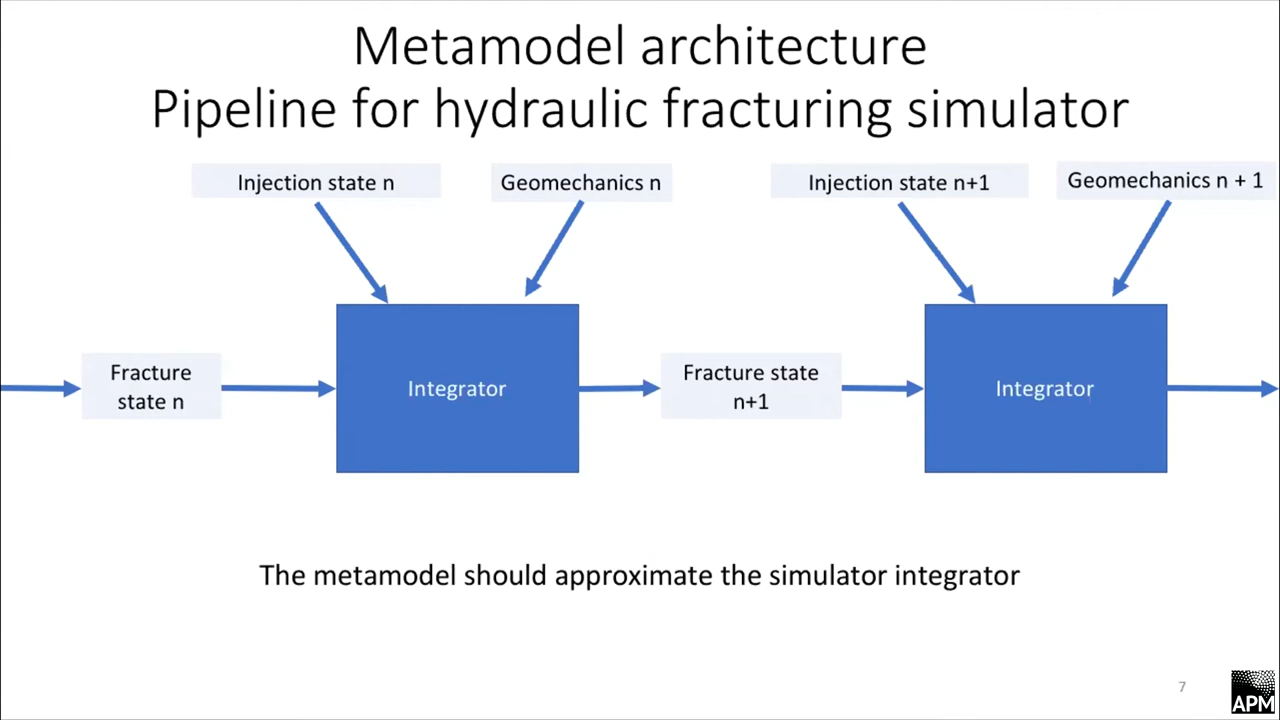 Metamodel architecture
Pipeline for hydraulic fracturing simulator
Injection state n
Geomechanics n
Injection state n+1
Geomechanics n + 1
Fracture
state n
Integrator
Fracture state
n+1
Integrator
The metamodel should approximate the simulator integrator
7
APM